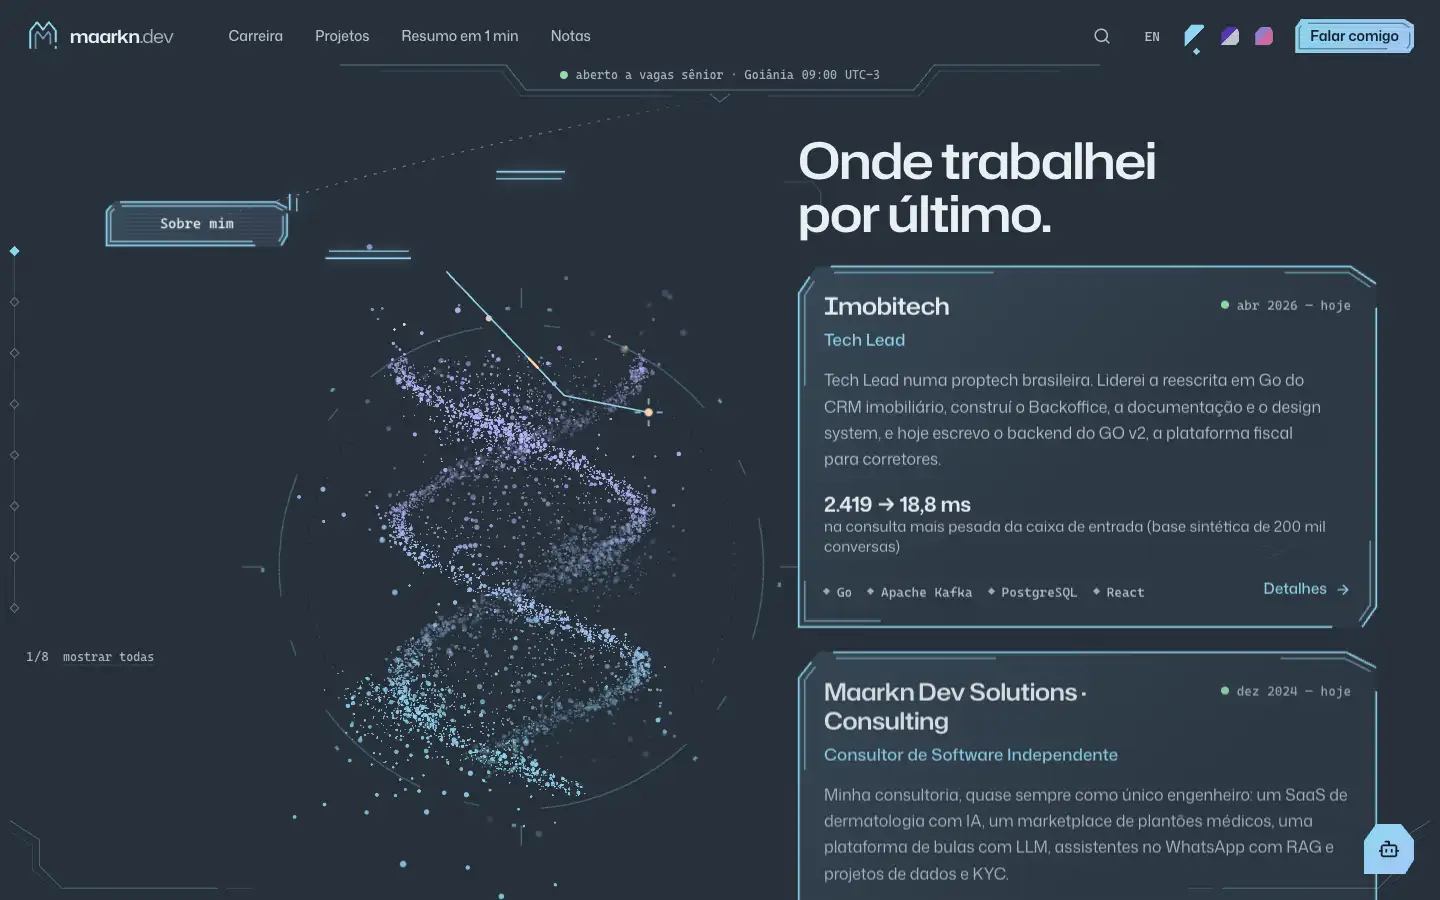 maarkn.dev
Carreira
Projetos
Resumo em 1 min
Notas
EN
Falar comigo
aberto a vagas sênior · Goiânia 09:00 UTC−3
Onde trabalhei
por último.
Sobre mim
Imobitech
abr 2026 — hoje
Tech Lead
Tech Lead numa proptech brasileira. Liderei a reescrita em Go do
CRM imobiliário, construí o Backoffice, a documentação e o design
system, e hoje escrevo o backend do GO v2, a plataforma fiscal
para corretores.
2.419 → 18,8 ms
na consulta mais pesada da caixa de entrada (base sintética de 200 mil
conversas)
Go
Apache Kafka
PostgreSQL
React
Detalhes →
1/8 mostrar todas
Maarkn Dev Solutions ·
Consulting
dez 2024 — hoje
Consultor de Software Independente
Minha consultoria, quase sempre como único engenheiro: um SaaS de
dermatologia com IA, um marketplace de plantões médicos, uma
plataforma de bulas com LLM, assistentes no WhatsApp com RAG e
projetos de dados e KYC.